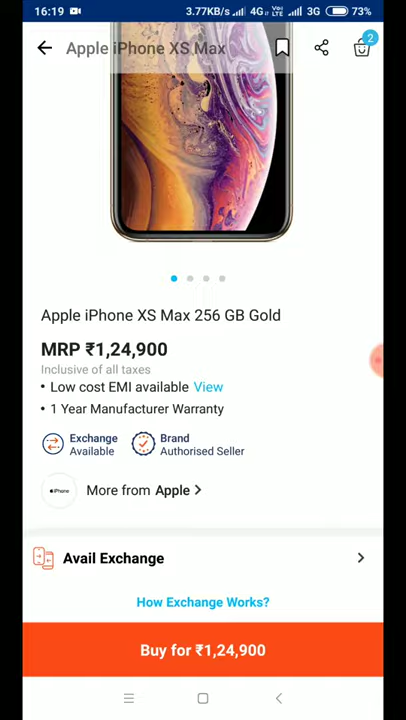 16:19 3.77KB/s 4G VoLTE 3G 73%
Apple iPhone XS Max
2
Apple iPhone XS Max 256 GB Gold
MRP ₹1,24,900
Inclusive of all taxes
• Low cost EMI available View
• 1 Year Manufacturer Warranty
Exchange Available
Brand Authorised Seller
iPhone
More from Apple >
Avail Exchange >
How Exchange Works?
Buy for ₹1,24,900